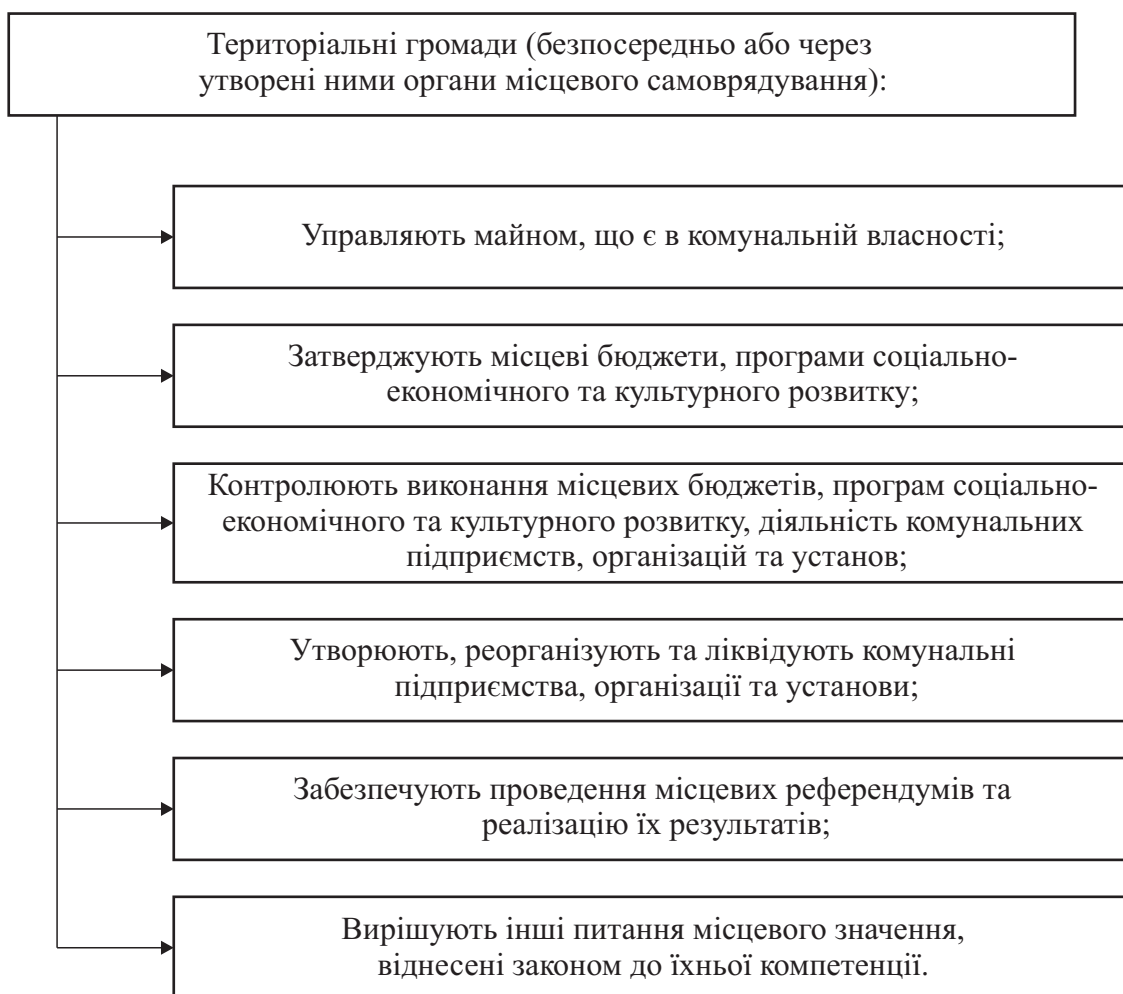 Територіальні громади (безпосередньо або через
утворені ними органи місцевого самоврядування):
Управляють майном, що є в комунальній власності;
Затверджують місцеві бюджети, програми соціально-
економічного та культурного розвитку;
Контролюють виконання місцевих бюджетів, програм соціально-
економічного та культурного розвитку, діяльність комунальних
підприємств, організацій та установ;
Утворюють, реорганізують та ліквідують комунальні
підприємства, організації та установи;
Забезпечують проведення місцевих референдумів та
реалізацію їх результатів;
Вирішують інші питання місцевого значення,
віднесені законом до їхньої компетенції.